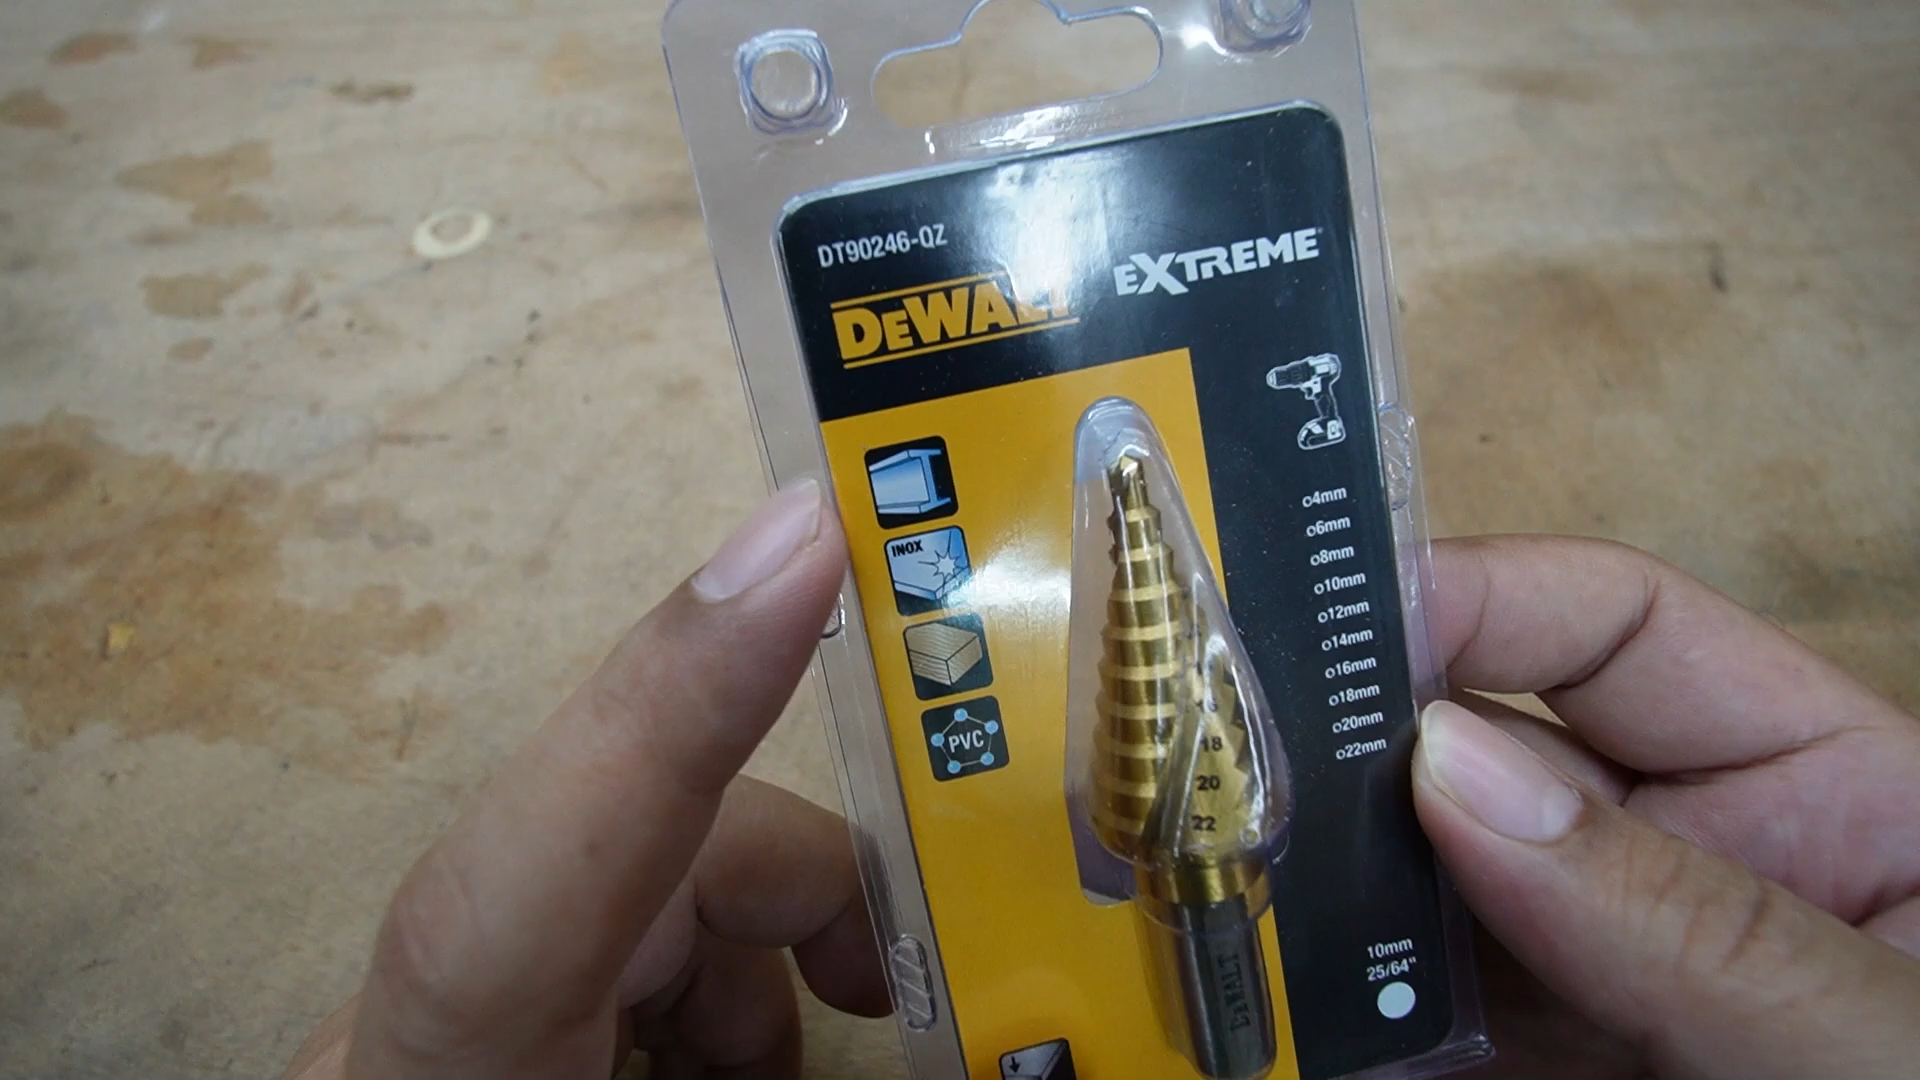 DT90246-QZ
DEWALT
EXTREME
INOX
PVC
ø4mm
ø6mm
ø8mm
ø10mm
ø12mm
ø14mm
ø16mm
ø18mm
ø20mm
ø22mm
16
18
20
22
10mm
25/64"
DEWALT